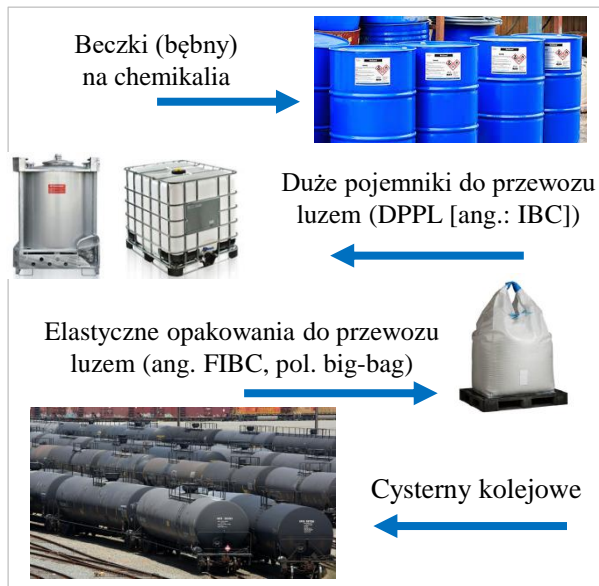 Beczki (bębny)
na chemikalia
Duże pojemniki do przewozu
luzem (DPPL [ang.: IBC])
Elastyczne opakowania do przewozu
luzem (ang. FIBC, pol. big-bag)
Cysterny kolejowe